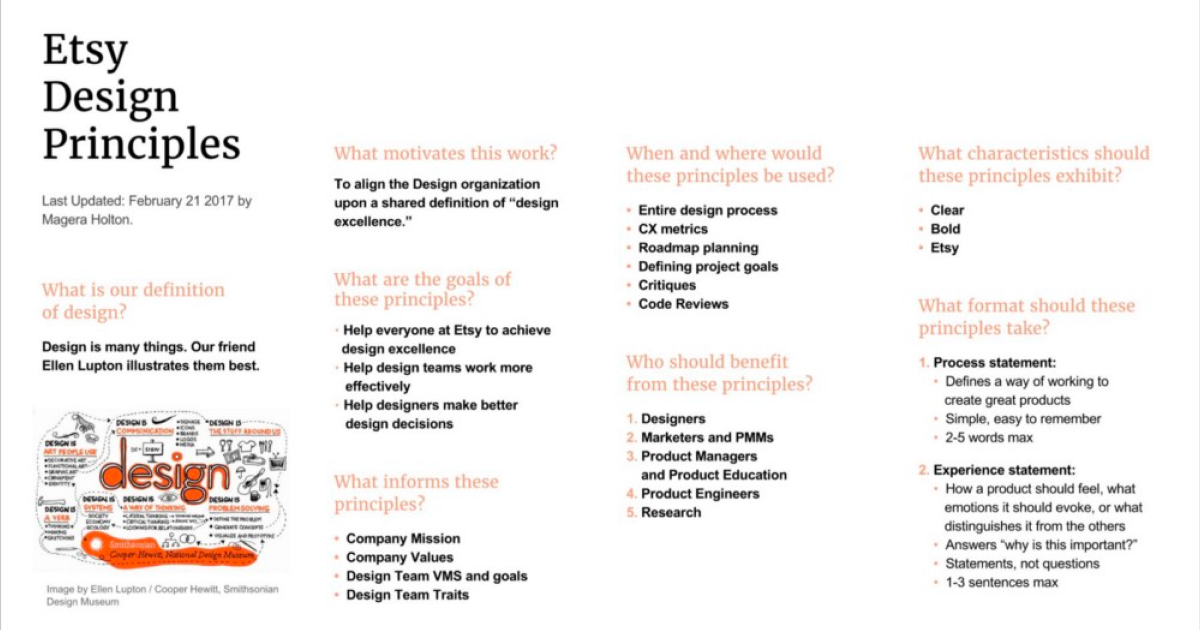 Etsy
Design
Principles
Last Updated: February 21 2017 by
Magera Holton.
What is our definition
of design?
Design is many things. Our friend
Ellen Lupton illustrates them best.
DESIGN IS
ART PEOPLE USE
DESIGN IS
COMMUNICATION
DESIGN IS
THE STUFF AROUND US
design
DESIGN IS
A VERB
DESIGN IS
SYSTEMS
SOCIETY
ECONOMY
ECOLOGY
DESIGN IS
A WAY OF THINKING
DESIGN IS
PROBLEM SOLVING
DEFINE THE PROBLEM
GENERATE CONCEPTS
VISUALIZE AND PROTOTYPE
Smithsonian
Cooper-Hewitt, National Design Museum
Image by Ellen Lupton / Cooper Hewitt, Smithsonian
Design Museum
What motivates this work?
To align the Design organization
upon a shared definition of “design
excellence.”
What are the goals of
these principles?
· Help everyone at Etsy to achieve
design excellence
· Help design teams work more
effectively
· Help designers make better
design decisions
What informs these
principles?
• Company Mission
• Company Values
• Design Team VMS and goals
• Design Team Traits
When and where would
these principles be used?
• Entire design process
• CX metrics
• Roadmap planning
• Defining project goals
• Critiques
• Code Reviews
Who should benefit
from these principles?
1. Designers
2. Marketers and PMMs
3. Product Managers
and Product Education
4. Product Engineers
5. Research
What characteristics should
these principles exhibit?
• Clear
• Bold
• Etsy
What format should these
principles take?
1. Process statement:
• Defines a way of working to
create great products
• Simple, easy to remember
• 2-5 words max
2. Experience statement:
• How a product should feel, what
emotions it should evoke, or what
distinguishes it from the others
• Answers “why is this important?”
• Statements, not questions
• 1-3 sentences max